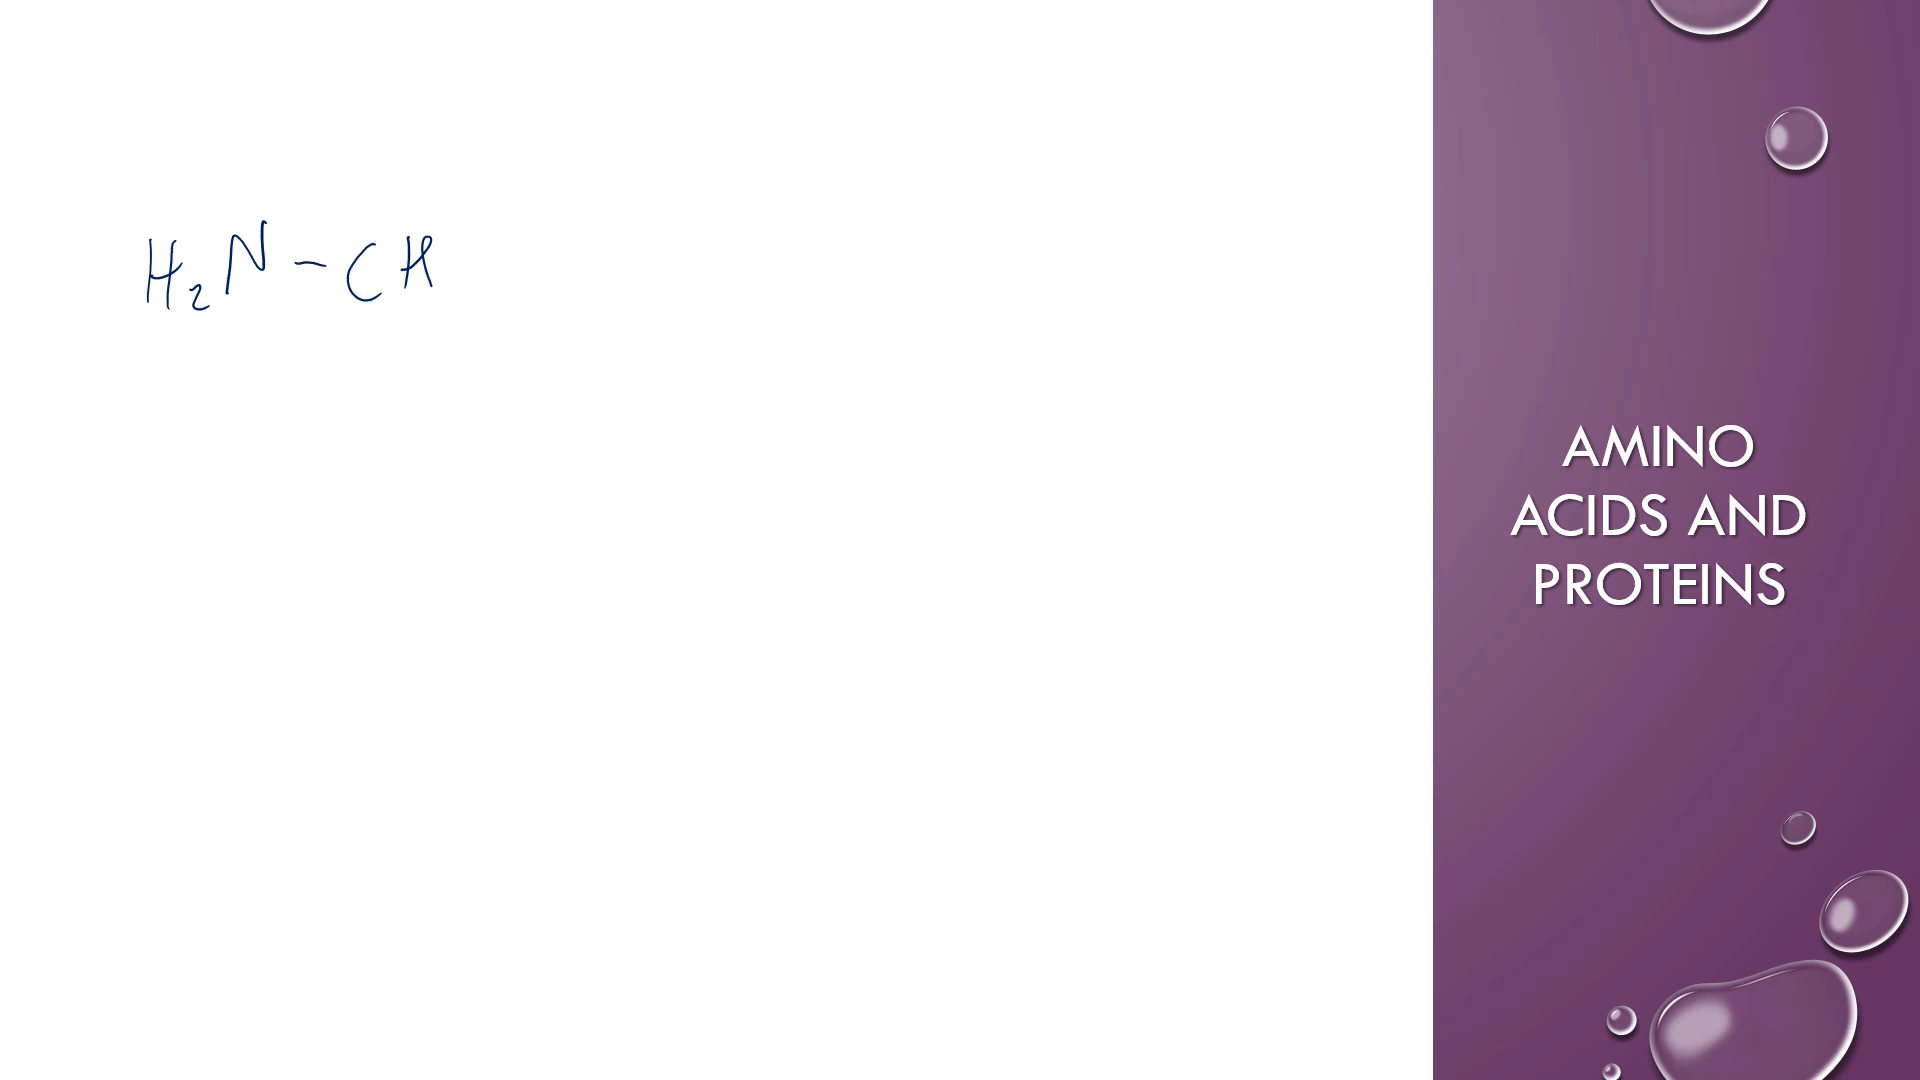 H₂N-CH
AMINO
ACIDS AND
PROTEINS